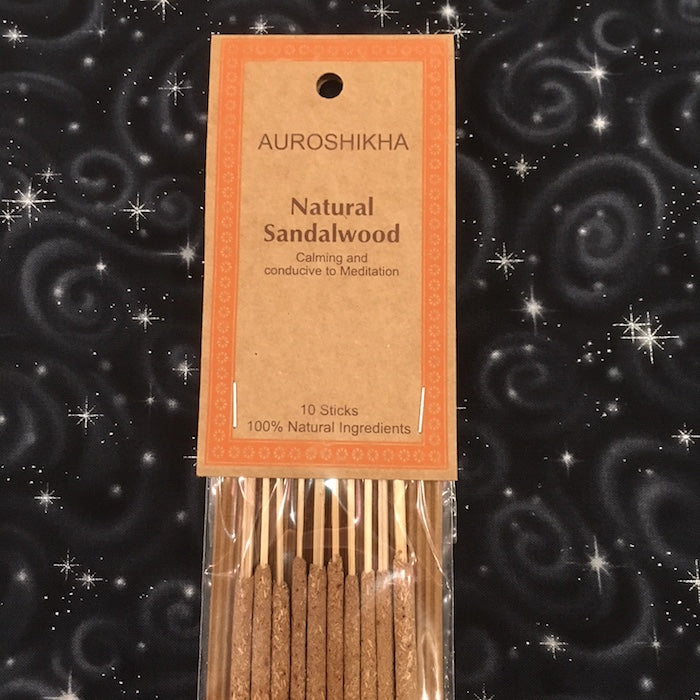 AUROSHIKHA
Natural
Sandalwood
Calming and
conducive to Meditation
10 Sticks
100% Natural Ingredients